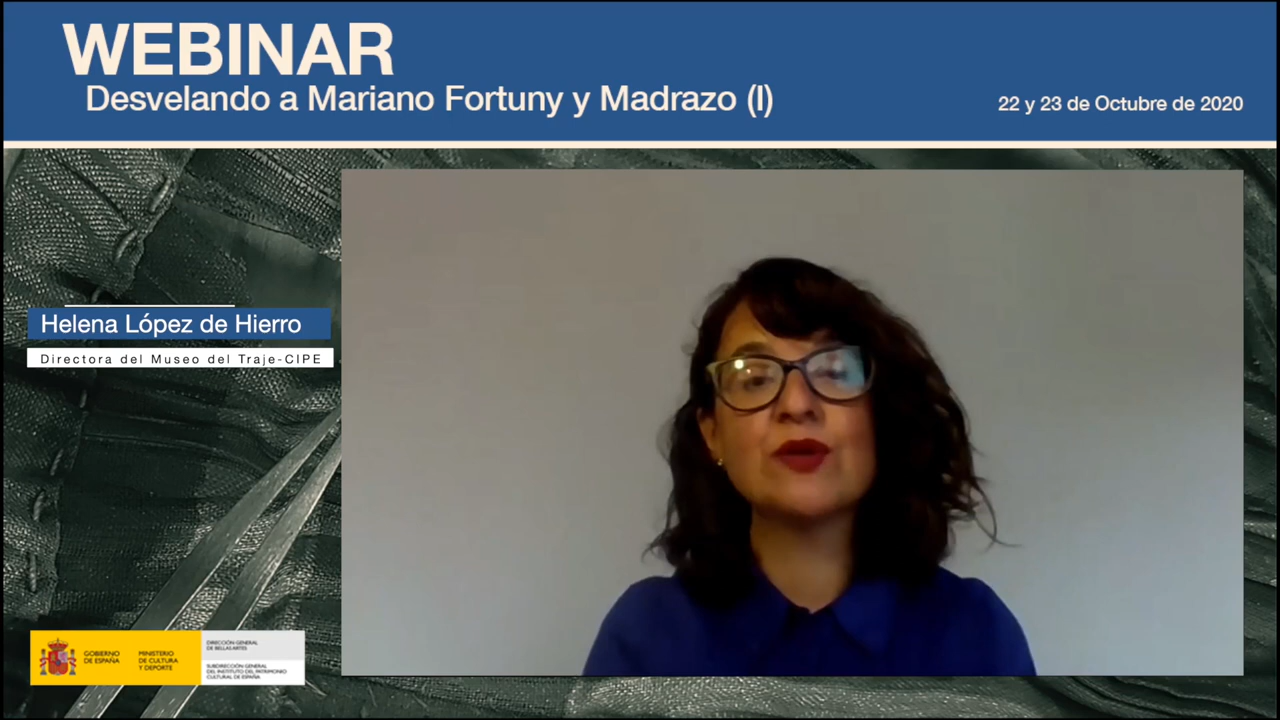 WEBINAR
Desvelando a Mariano Fortuny y Madrazo (I)
22 y 23 de Octubre de 2020
Helena López de Hierro
Directora del Museo del Traje-CIPE
GOBIERNO
DE ESPAÑA
MINISTERIO
DE CULTURA
Y DEPORTE
DIRECCIÓN GENERAL
DE BELLAS ARTES
SUBDIRECCIÓN GENERAL
DEL INSTITUTO DEL PATRIMONIO
CULTURAL DE ESPAÑA